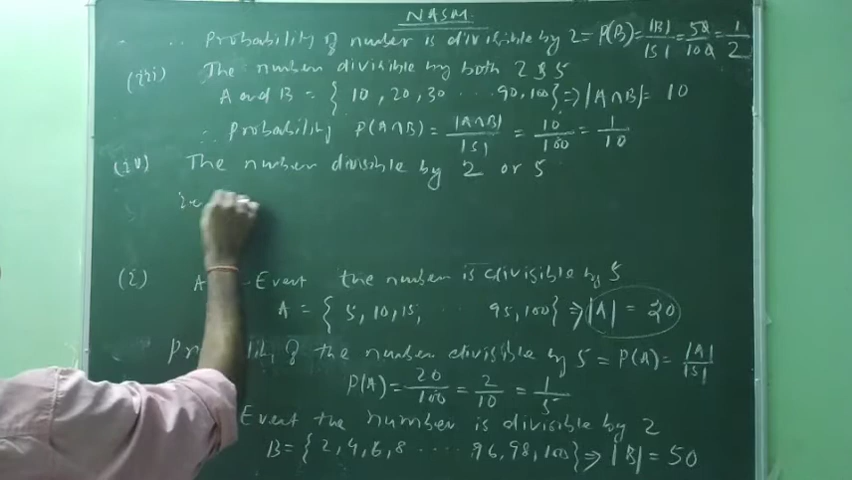 NASM
∴ Probability of number is divisible by 2 = P(B) = |B|/|S| = 50/100 = 1/2
(iii) The number divisible by both 2 & 5
A and B = { 10, 20, 30 ..... 90, 100} ⇒ |A∩B| = 10
∴ Probability P(A∩B) = |A∩B|/|S| = 10/100 = 1/10
(iv) The number divisible by 2 or 5
ie
(i) A Event the number is divisible by 5
A = { 5, 10, 15, ... 95, 100} ⇒ |A| = 20
Probability of the number divisible by 5 = P(A) = |A|/|S|
P(A) = 20/100 = 2/10 = 1/5
Event the number is divisible by 2
B = { 2, 4, 6, 8 ..... 96, 98, 100} ⇒ |B| = 50